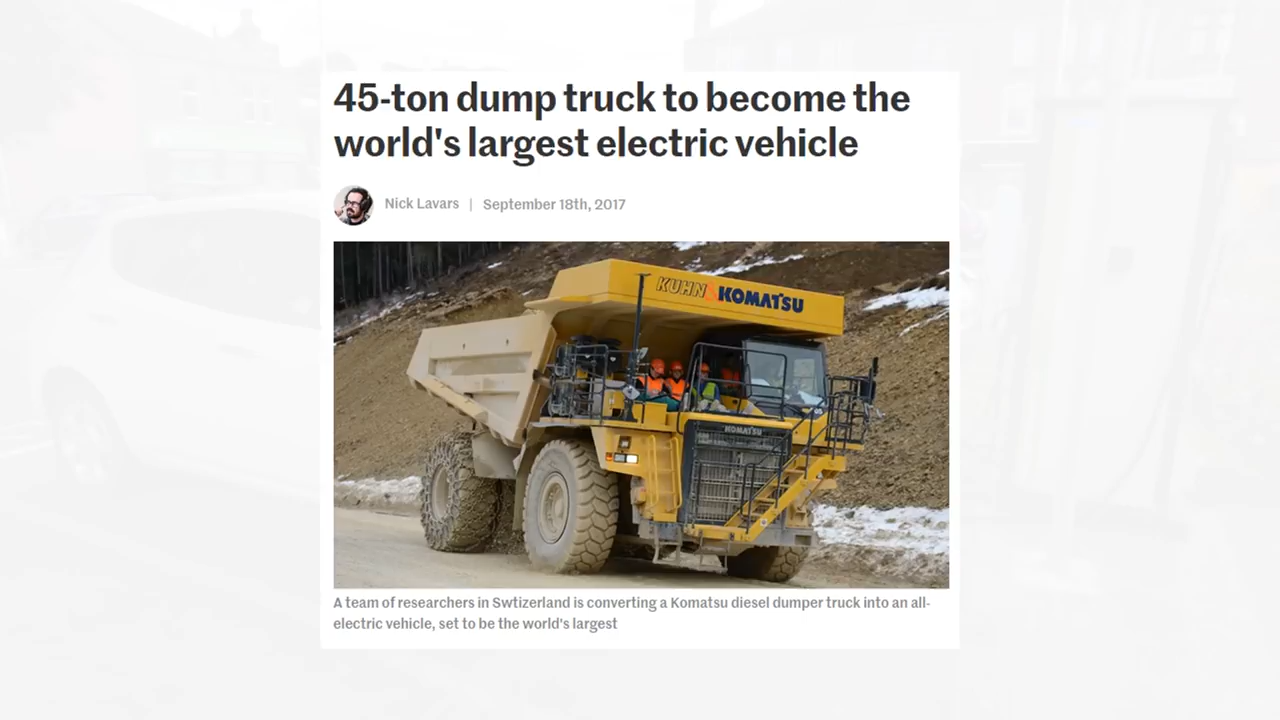 45-ton dump truck to become the
world's largest electric vehicle
Nick Lavars | September 18th, 2017
KUHN KOMATSU
KOMATSU
A team of researchers in Swtizerland is converting a Komatsu diesel dumper truck into an all-
electric vehicle, set to be the world's largest